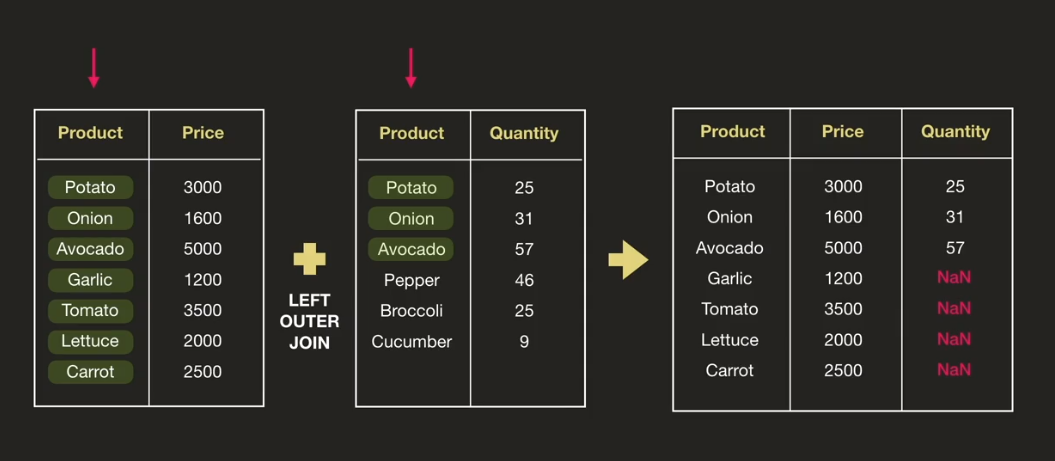 Product Price
Potato 3000
Onion 1600
Avocado 5000
Garlic 1200
Tomato 3500
Lettuce 2000
Carrot 2500
LEFT
OUTER
JOIN
Product Quantity
Potato 25
Onion 31
Avocado 57
Pepper 46
Broccoli 25
Cucumber 9
Product Price Quantity
Potato 3000 25
Onion 1600 31
Avocado 5000 57
Garlic 1200 NaN
Tomato 3500 NaN
Lettuce 2000 NaN
Carrot 2500 NaN